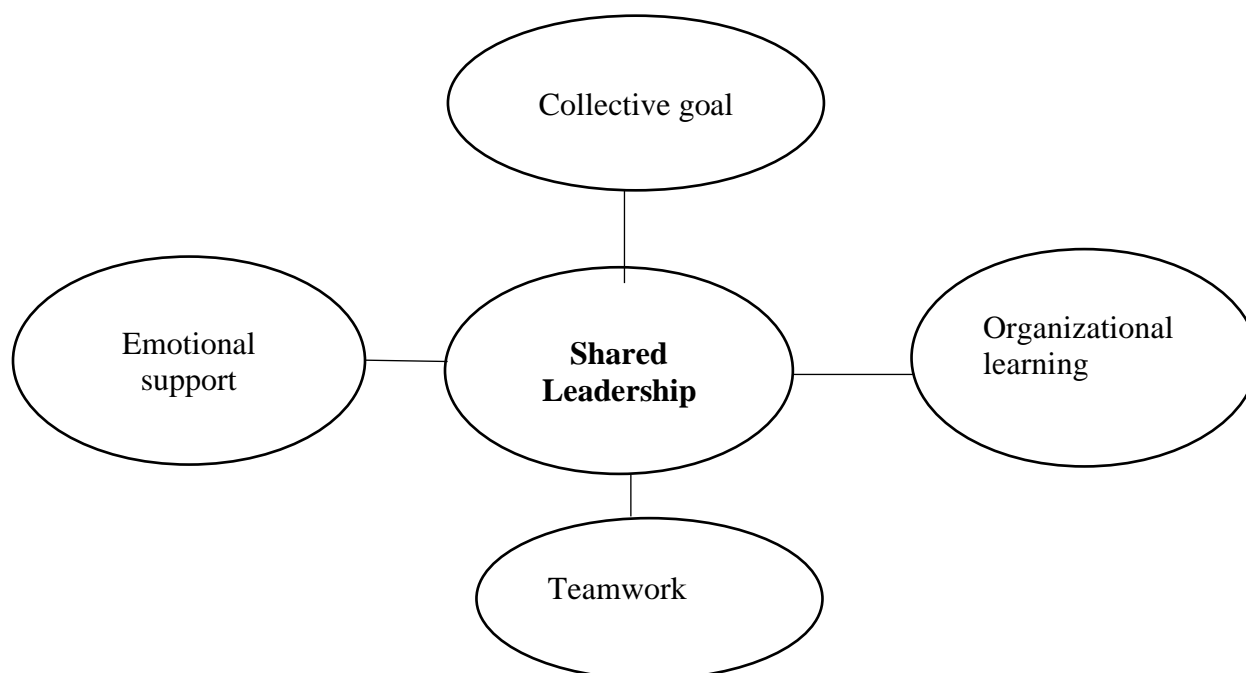 Collective goal
Emotional
support
Shared
Leadership
Organizational
learning
Teamwork